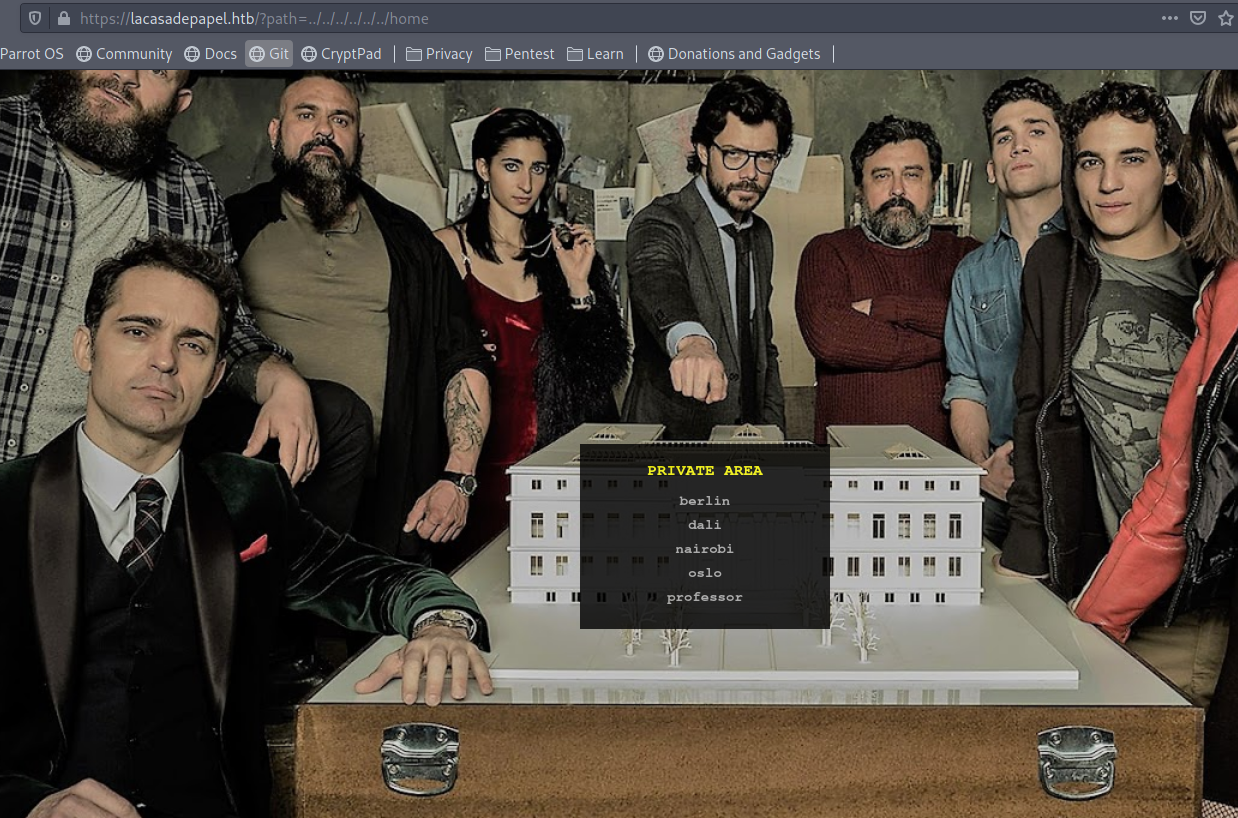 https://lacasadepapel.htb/?path=../../../../../../home
Parrot OS Community Docs Git CryptPad Privacy Pentest Learn Donations and Gadgets
PRIVATE AREA
berlin
dali
nairobi
oslo
professor